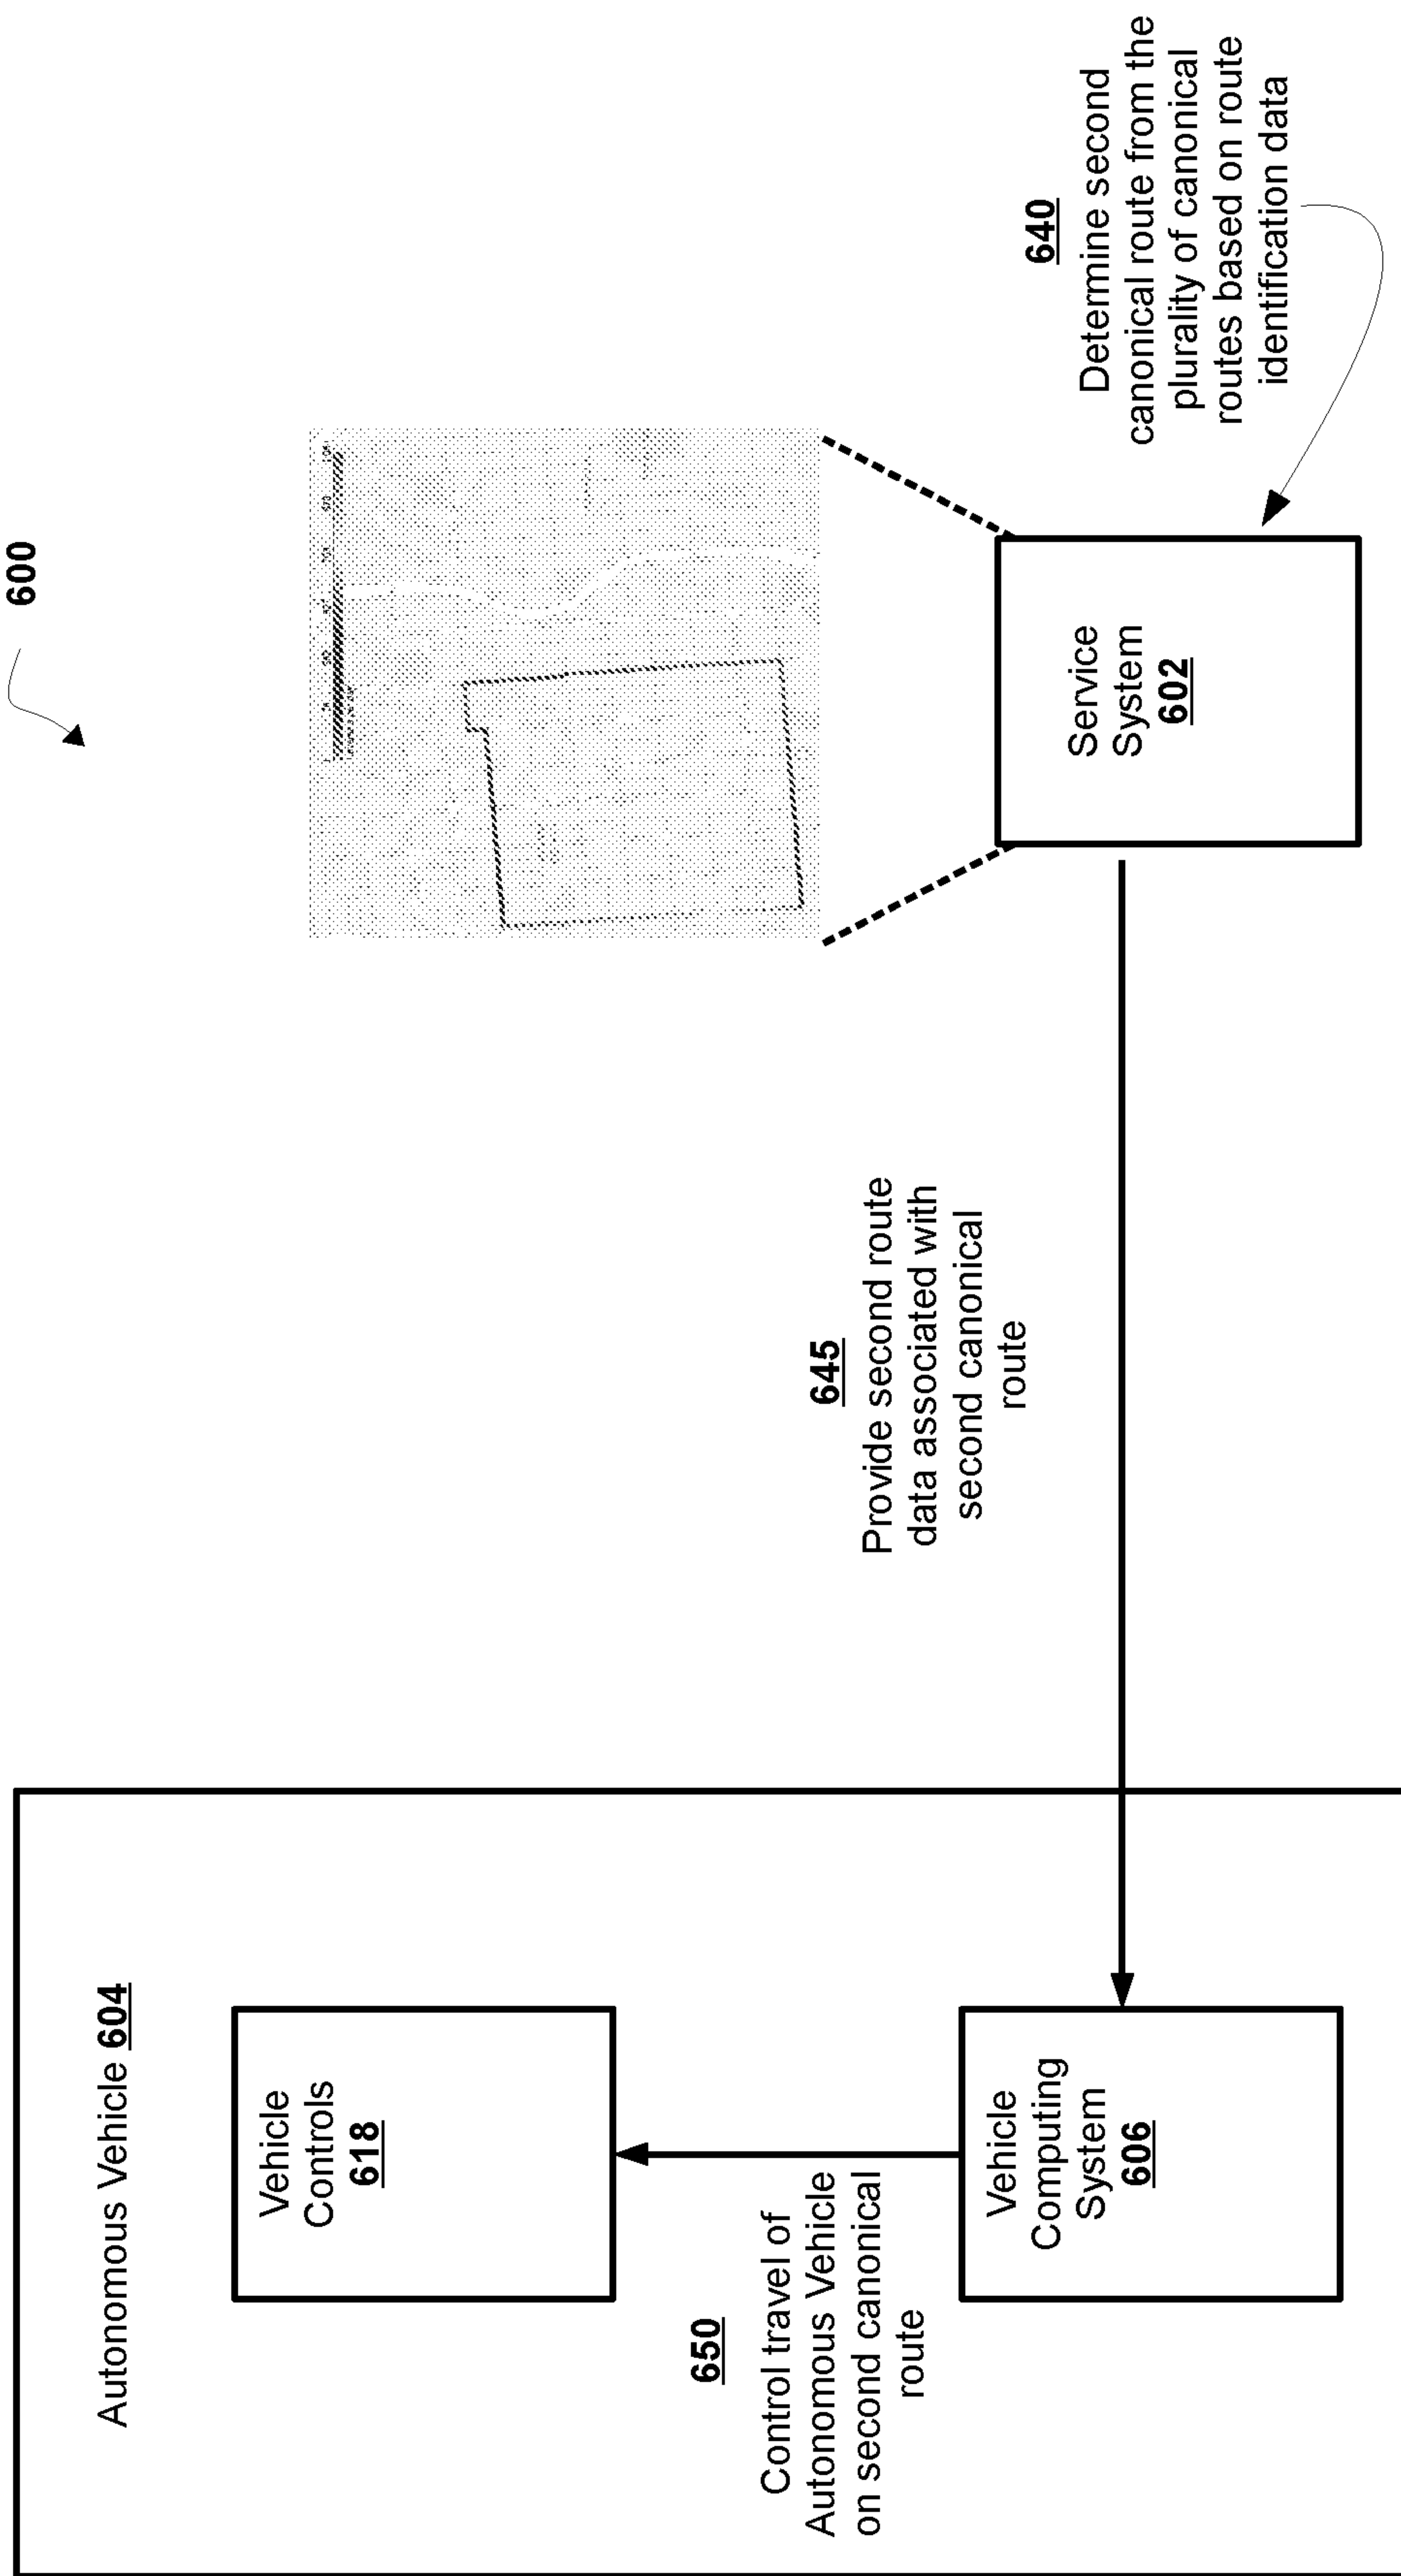 600
Autonomous Vehicle 604
Vehicle
Controls
618
650
Control travel of
Autonomous Vehicle
on second canonical
route
Vehicle
Computing
System
606
645
Provide second route
data associated with
second canonical
route
Service
System
602
640
Determine second
canonical route from the
plurality of canonical
routes based on route
identification data